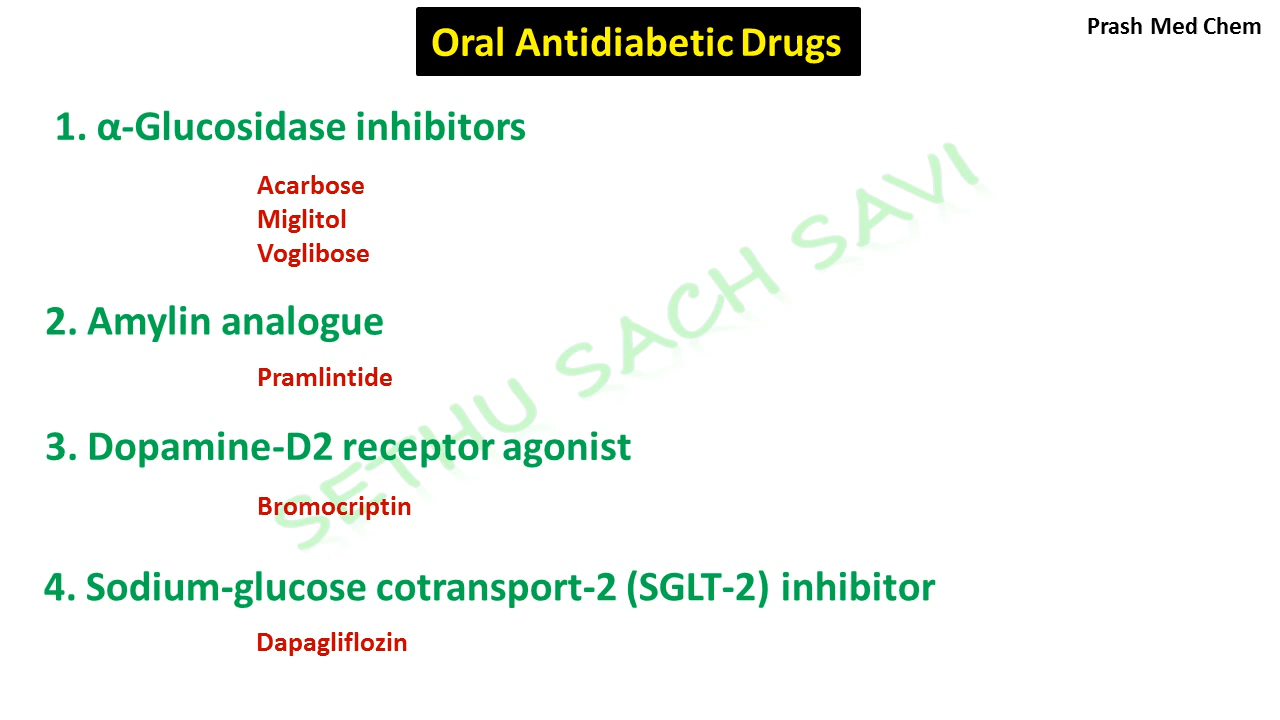 Oral Antidiabetic Drugs
Prash Med Chem
1. α-Glucosidase inhibitors
Acarbose
Miglitol
Voglibose
2. Amylin analogue
Pramlintide
3. Dopamine-D2 receptor agonist
Bromocriptin
4. Sodium-glucose cotransport-2 (SGLT-2) inhibitor
Dapagliflozin
SETHU SACH SAVI